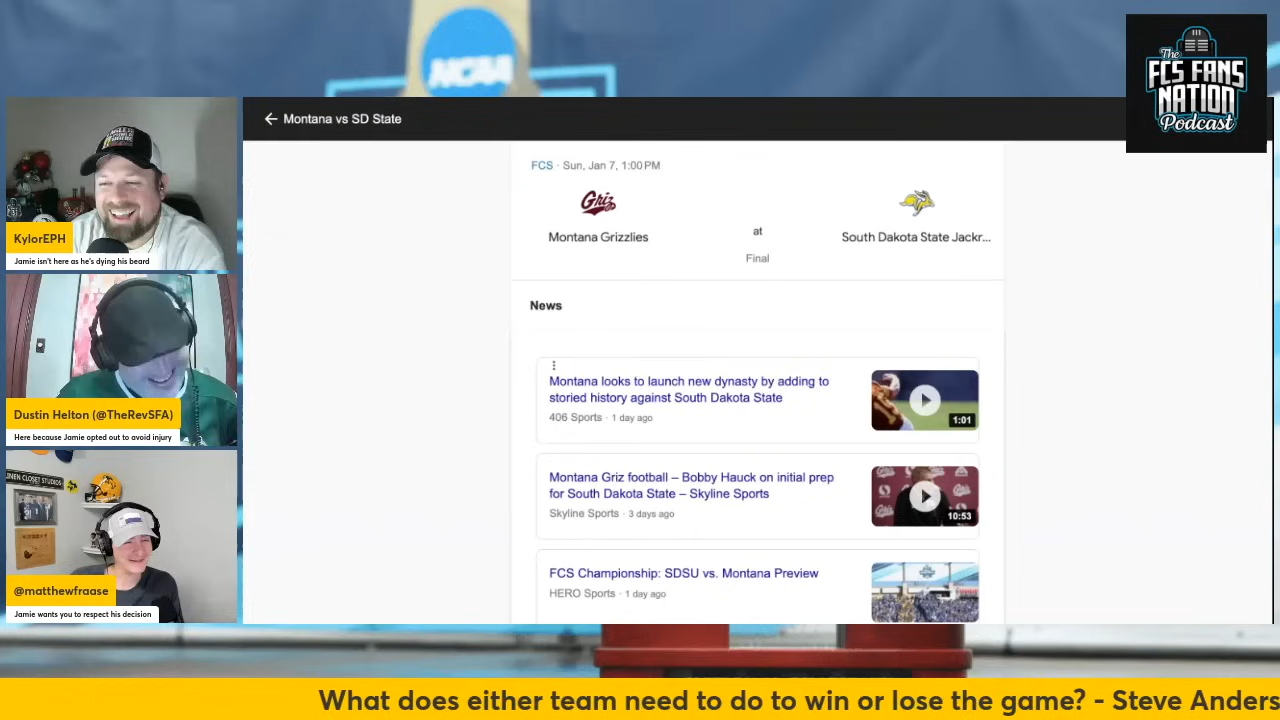 NCAA
The
FCS FANS
NATION
Podcast
← Montana vs SD State
FCS · Sun, Jan 7, 1:00 PM
Griz
Montana Grizzlies
at
South Dakota State Jackr...
Final
News
Montana looks to launch new dynasty by adding to
storied history against South Dakota State
406 Sports · 1 day ago
1:01
Montana Griz football – Bobby Hauck on initial prep
for South Dakota State – Skyline Sports
Skyline Sports · 3 days ago
10:53
FCS Championship: SDSU vs. Montana Preview
HERO Sports · 1 day ago
KylorEPH
Jamie isn't here as he's dying his beard
Dustin Helton (@TheRevSFA)
Here because Jamie opted out to avoid injury
LINEN CLOSET STUDIOS
@matthewfraase
Jamie wants you to respect his decision
What does either team need to do to win or lose the game? - Steve Anders